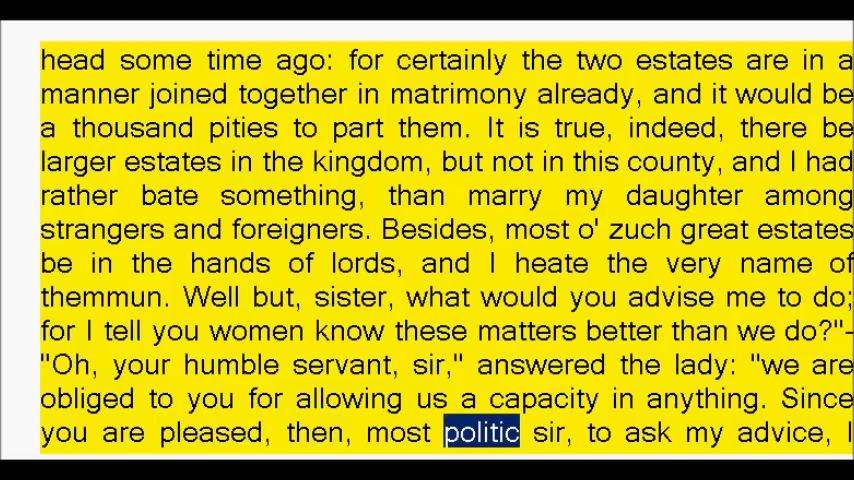 head some time ago: for certainly the two estates are in a
manner joined together in matrimony already, and it would be
a thousand pities to part them. It is true, indeed, there be
larger estates in the kingdom, but not in this county, and I had
rather bate something, than marry my daughter among
strangers and foreigners. Besides, most o' zuch great estates
be in the hands of lords, and I heate the very name of
themmun. Well but, sister, what would you advise me to do;
for I tell you women know these matters better than we do?"-
"Oh, your humble servant, sir," answered the lady: "we are
obliged to you for allowing us a capacity in anything. Since
you are pleased, then, most politic sir, to ask my advice, I